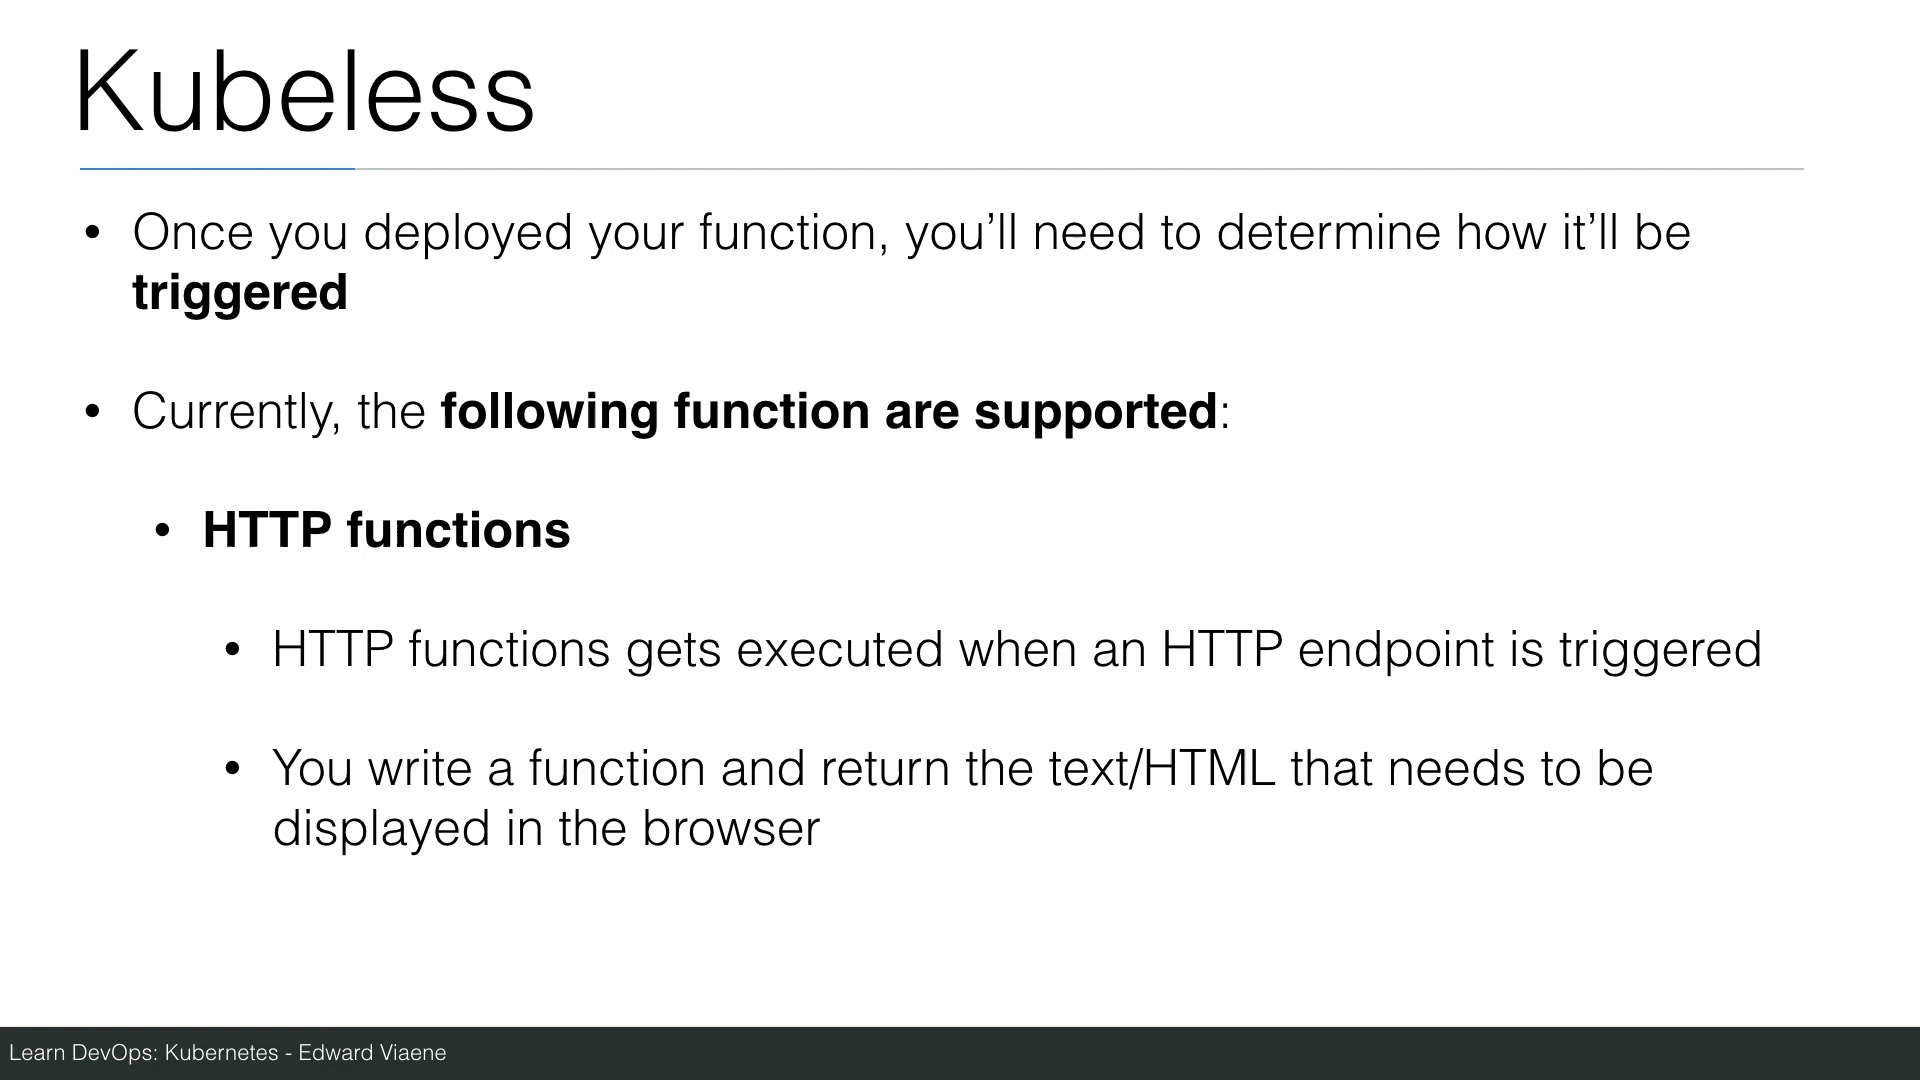 Kubeless
• Once you deployed your function, you’ll need to determine how it’ll be
triggered
• Currently, the following function are supported:
• HTTP functions
• HTTP functions gets executed when an HTTP endpoint is triggered
• You write a function and return the text/HTML that needs to be
displayed in the browser
Learn DevOps: Kubernetes - Edward Viaene